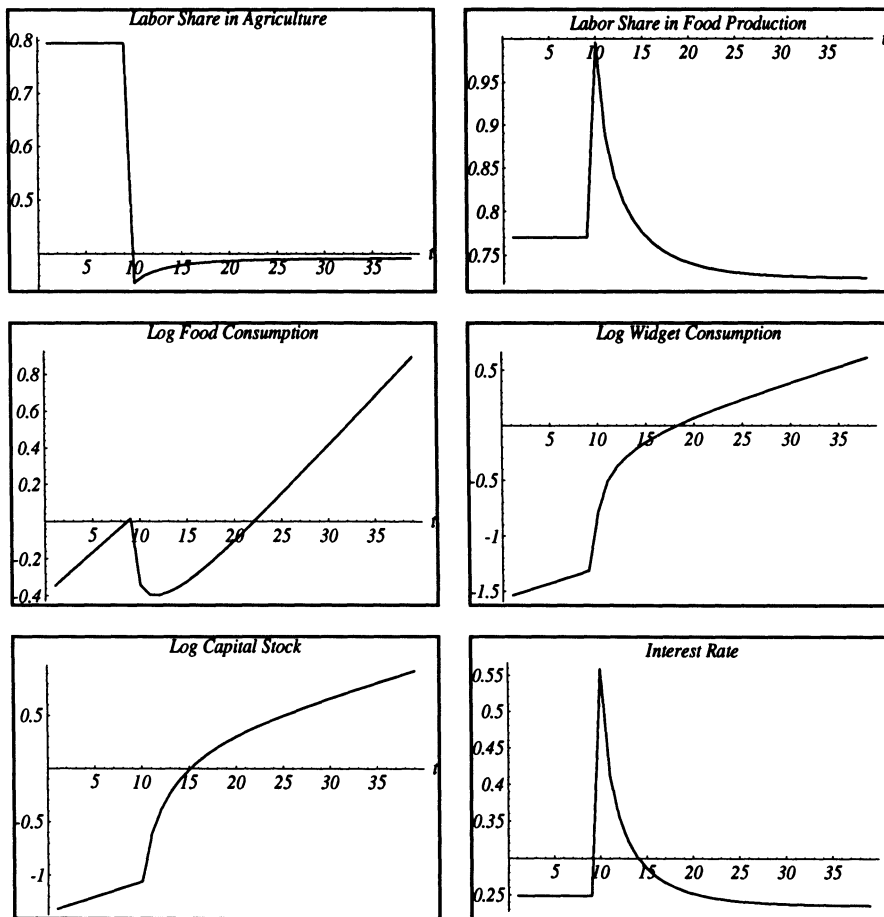 Labor Share in Agriculture
0.8
0.7
0.6
0.5
5 10 15 20 25 30 35 t
Labor Share in Food Production
5 10 15 20 25 30 35 t
0.95
0.9
0.85
0.8
0.75
Log Food Consumption
0.8
0.6
0.4
0.2
5 10 15 20 25 30 35 t
-0.2
-0.4
Log Widget Consumption
0.5
5 10 15 20 25 30 35
-0.5
-1
-1.5
Log Capital Stock
0.5
5 10 15 20 25 30 35 t
-0.5
-1
Interest Rate
0.55
0.5
0.45
0.4
0.35
5 10 15 20 25 30 35
0.25